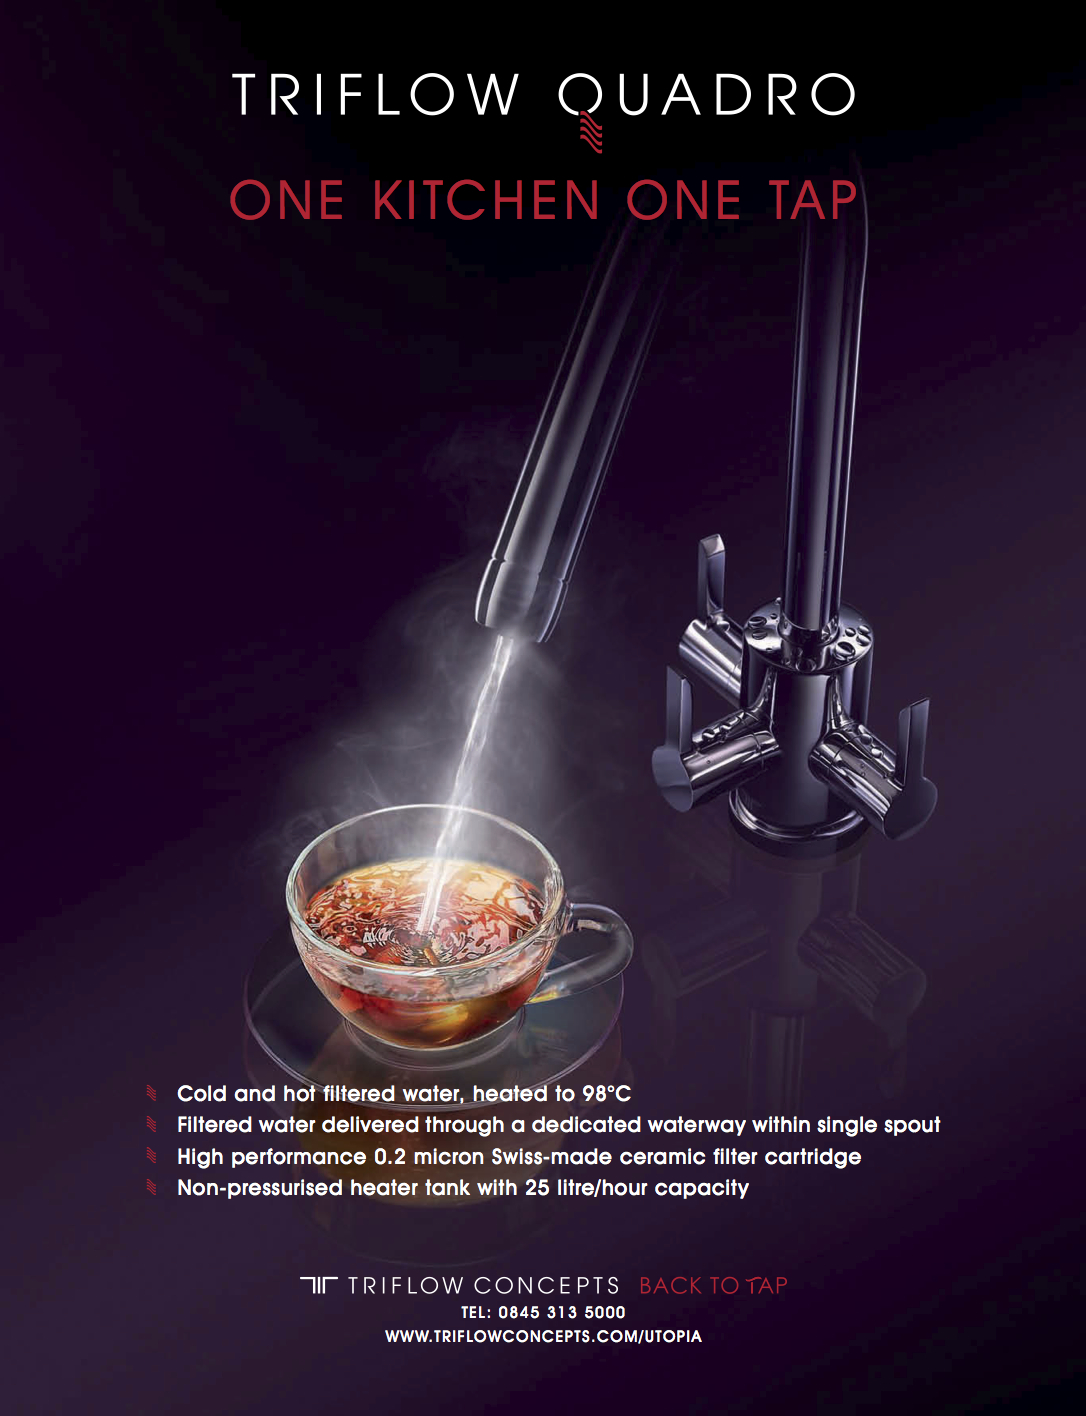 TRIFLOW QUADRO
ONE KITCHEN ONE TAP
Cold and hot filtered water, heated to 98°C
Filtered water delivered through a dedicated waterway within single spout
High performance 0.2 micron Swiss-made ceramic filter cartridge
Non-pressurised heater tank with 25 litre/hour capacity
TRIFLOW CONCEPTS BACK TO TAP
TEL: 0845 313 5000
WWW.TRIFLOWCONCEPTS.COM/UTOPIA